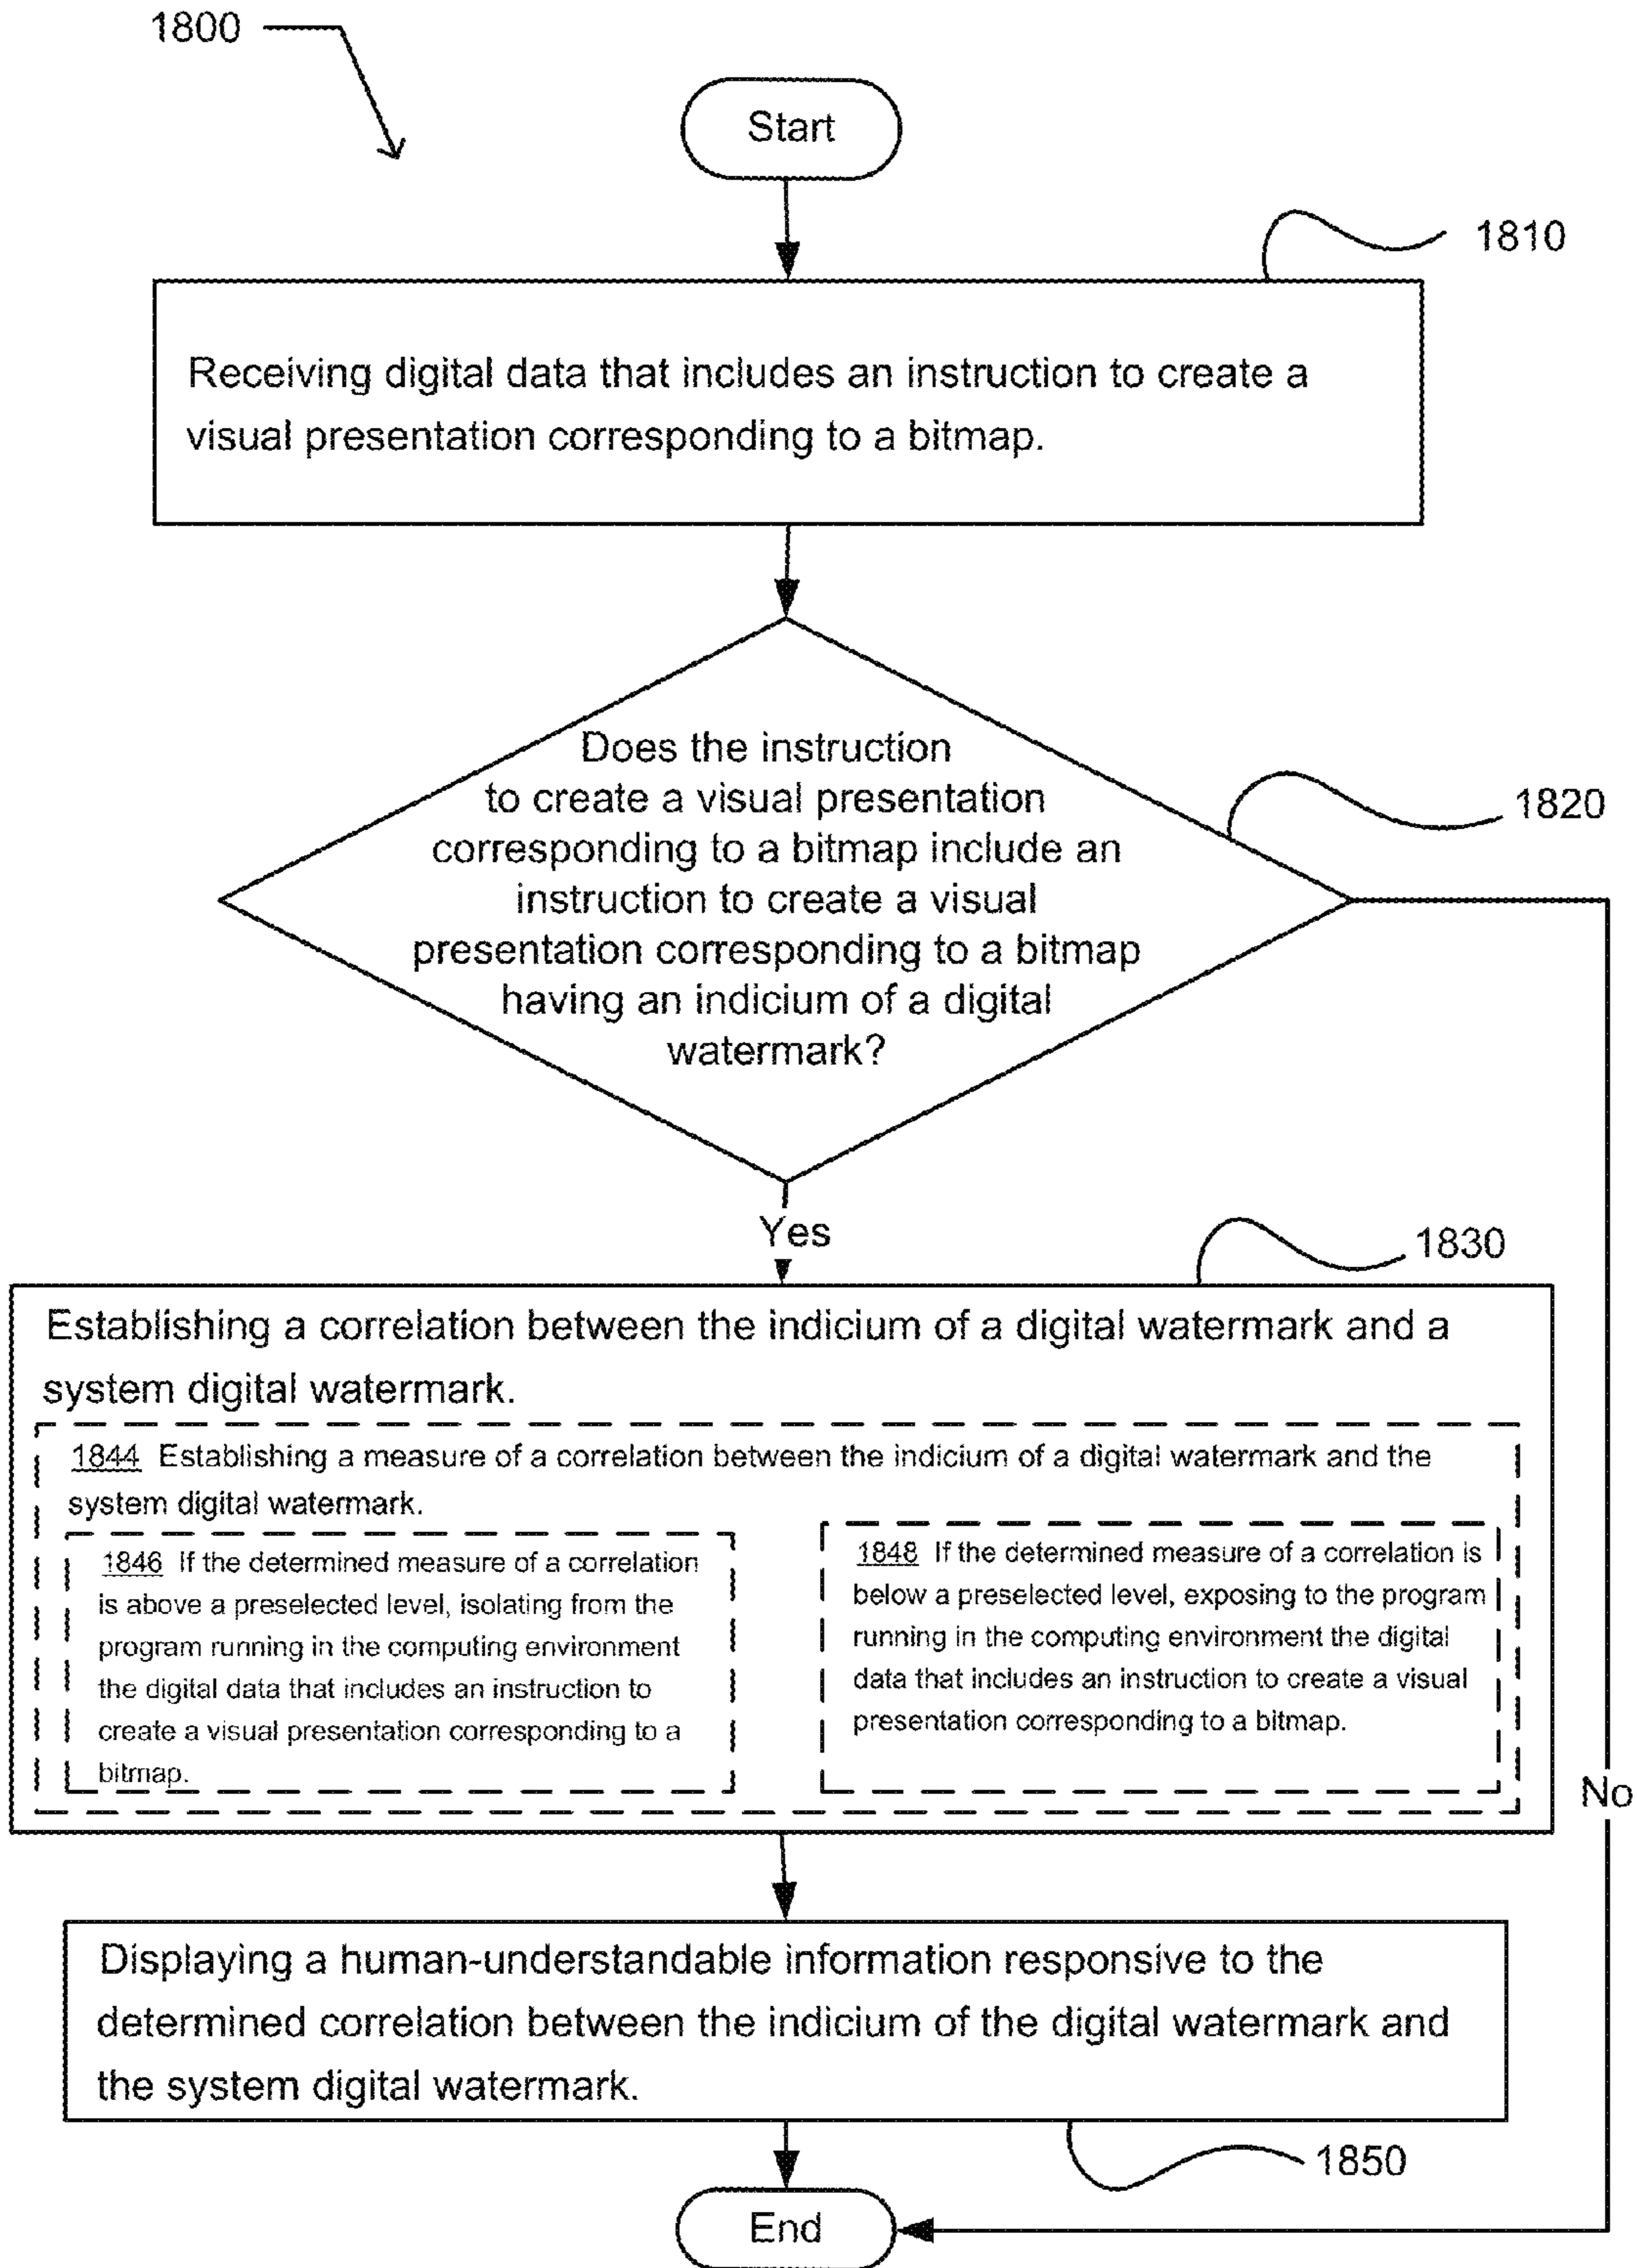 1800
Start
1810
Receiving digital data that includes an instruction to create a
visual presentation corresponding to a bitmap.
Does the instruction
to create a visual presentation
corresponding to a bitmap include an
instruction to create a visual
presentation corresponding to a bitmap
having an indicium of a digital
watermark?
1820
Yes
1830
Establishing a correlation between the indicium of a digital watermark and a
system digital watermark.
1844 Establishing a measure of a correlation between the indicium of a digital watermark and the
system digital watermark.
1846 If the determined measure of a correlation
is above a preselected level, isolating from the
program running in the computing environment
the digital data that includes an instruction to
create a visual presentation corresponding to a
bitmap.
1848 If the determined measure of a correlation is
below a preselected level, exposing to the program
running in the computing environment the digital
data that includes an instruction to create a visual
presentation corresponding to a bitmap.
No
Displaying a human-understandable information responsive to the
determined correlation between the indicium of the digital watermark and
the system digital watermark.
1850
End